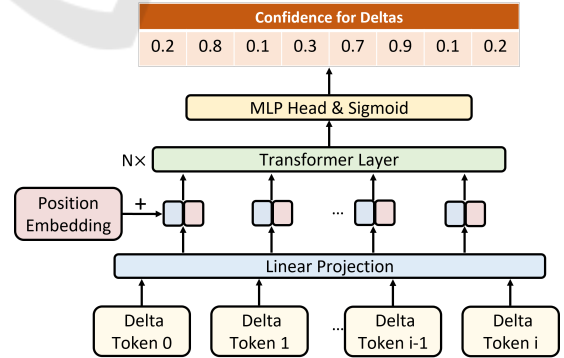 Confidence for Deltas
0.2 0.8 0.1 0.3 0.7 0.9 0.1 0.2
MLP Head & Sigmoid
N×
Transformer Layer
Position
Embedding
+
...
Linear Projection
Delta
Token 0
Delta
Token 1
...
Delta
Token i-1
Delta
Token i